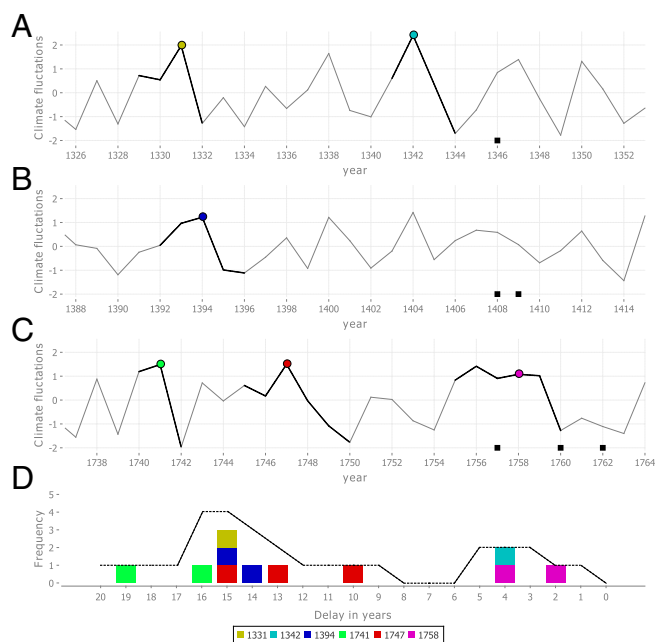 A
Climate fluctations
2
1
0
-1
-2
1326 1328 1330 1332 1334 1336 1338 1340 1342 1344 1346 1348 1350 1352
year
B
Climate fluctations
2
1
0
-1
-2
1388 1390 1392 1394 1396 1398 1400 1402 1404 1406 1408 1410 1412 1414
year
C
Climate fluctations
2
1
0
-1
-2
1738 1740 1742 1744 1746 1748 1750 1752 1754 1756 1758 1760 1762 1764
year
D
Frequency
5
4
3
2
1
0
20 19 18 17 16 15 14 13 12 11 10 9 8 7 6 5 4 3 2 1 0
Delay in years
1331 1342 1394 1741 1747 1758